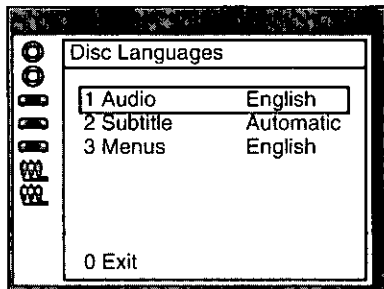 Disc Languages
1 Audio English
2 Subtitle Automatic
3 Menus English
0 Exit